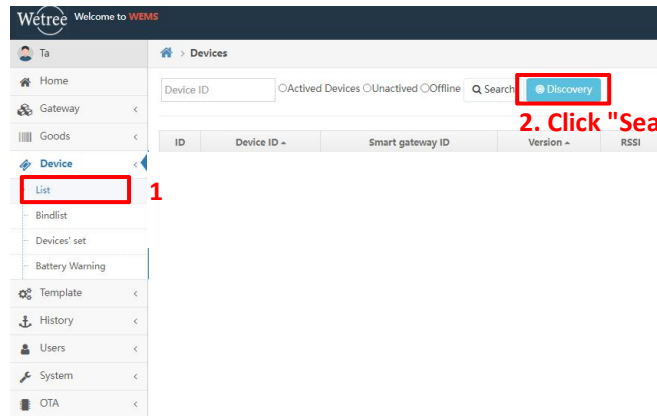 Wetree Welcome to WEMS
Ta
Home
Gateway
Goods
Device
List
Bindlist
Devices' set
Battery Warning
Template
History
Users
System
OTA
> Devices
Device ID Actived Devices Unactived Offline Search Discovery
1
2. Click "Sea
ID Device ID Smart gateway ID Version RSSI